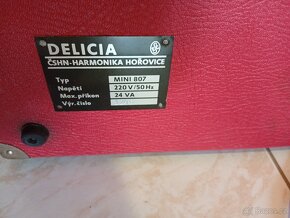 DELICIA
ČSHN-HARMONIKA HOŘOVICE
Typ MINI 807
Napětí 220 V/50 Hz
Max. příkon 24 VA
Výr. číslo